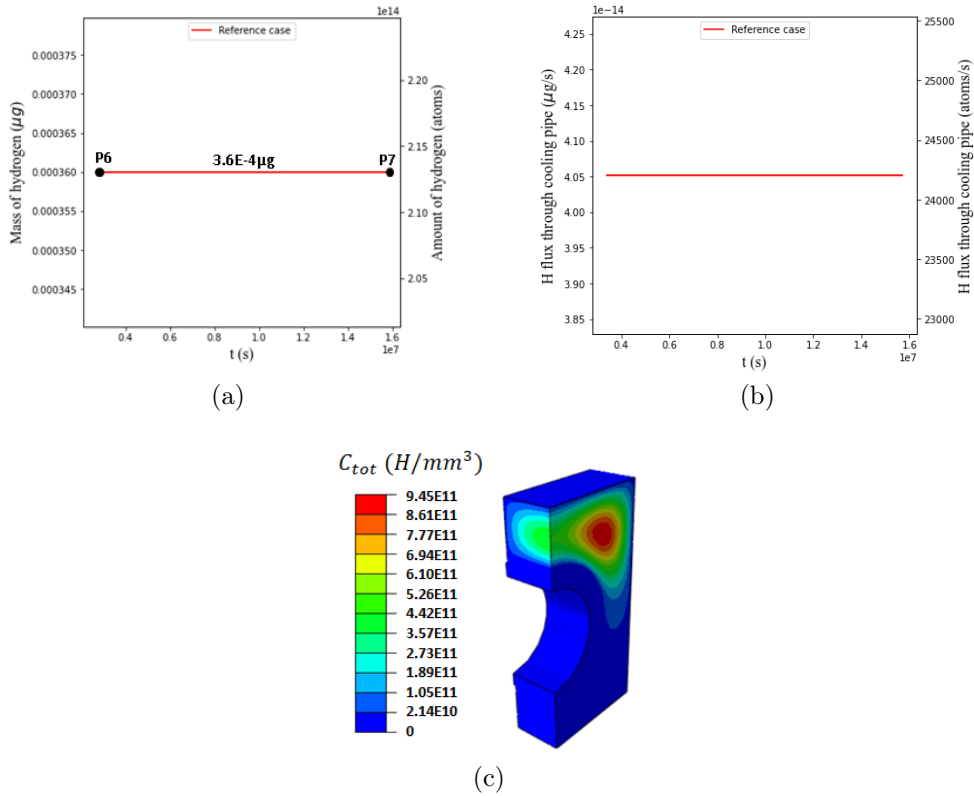 1e14
Reference case
0.000375
0.000370
0.000365
0.000360
0.000355
0.000350
0.000345
Mass of hydrogen (μg)
P6
3.6E-4μg
P7
2.20
2.15
2.10
2.05
Amount of hydrogen (atoms)
0.4
0.6
0.8
1.0
1.2
1.4
1.6
1e7
t (s)
(a)
1e−14
Reference case
4.25
4.20
4.15
4.10
4.05
4.00
3.95
3.90
3.85
H flux through cooling pipe (μg/s)
25500
25000
24500
24000
23500
23000
H flux through cooling pipe (atoms/s)
0.4
0.6
0.8
1.0
1.2
1.4
1.6
1e7
t (s)
(b)
C_tot (H/mm³)
9.45E11
8.61E11
7.77E11
6.94E11
6.10E11
5.26E11
4.42E11
3.57E11
2.73E11
1.89E11
1.05E11
2.14E10
0
(c)